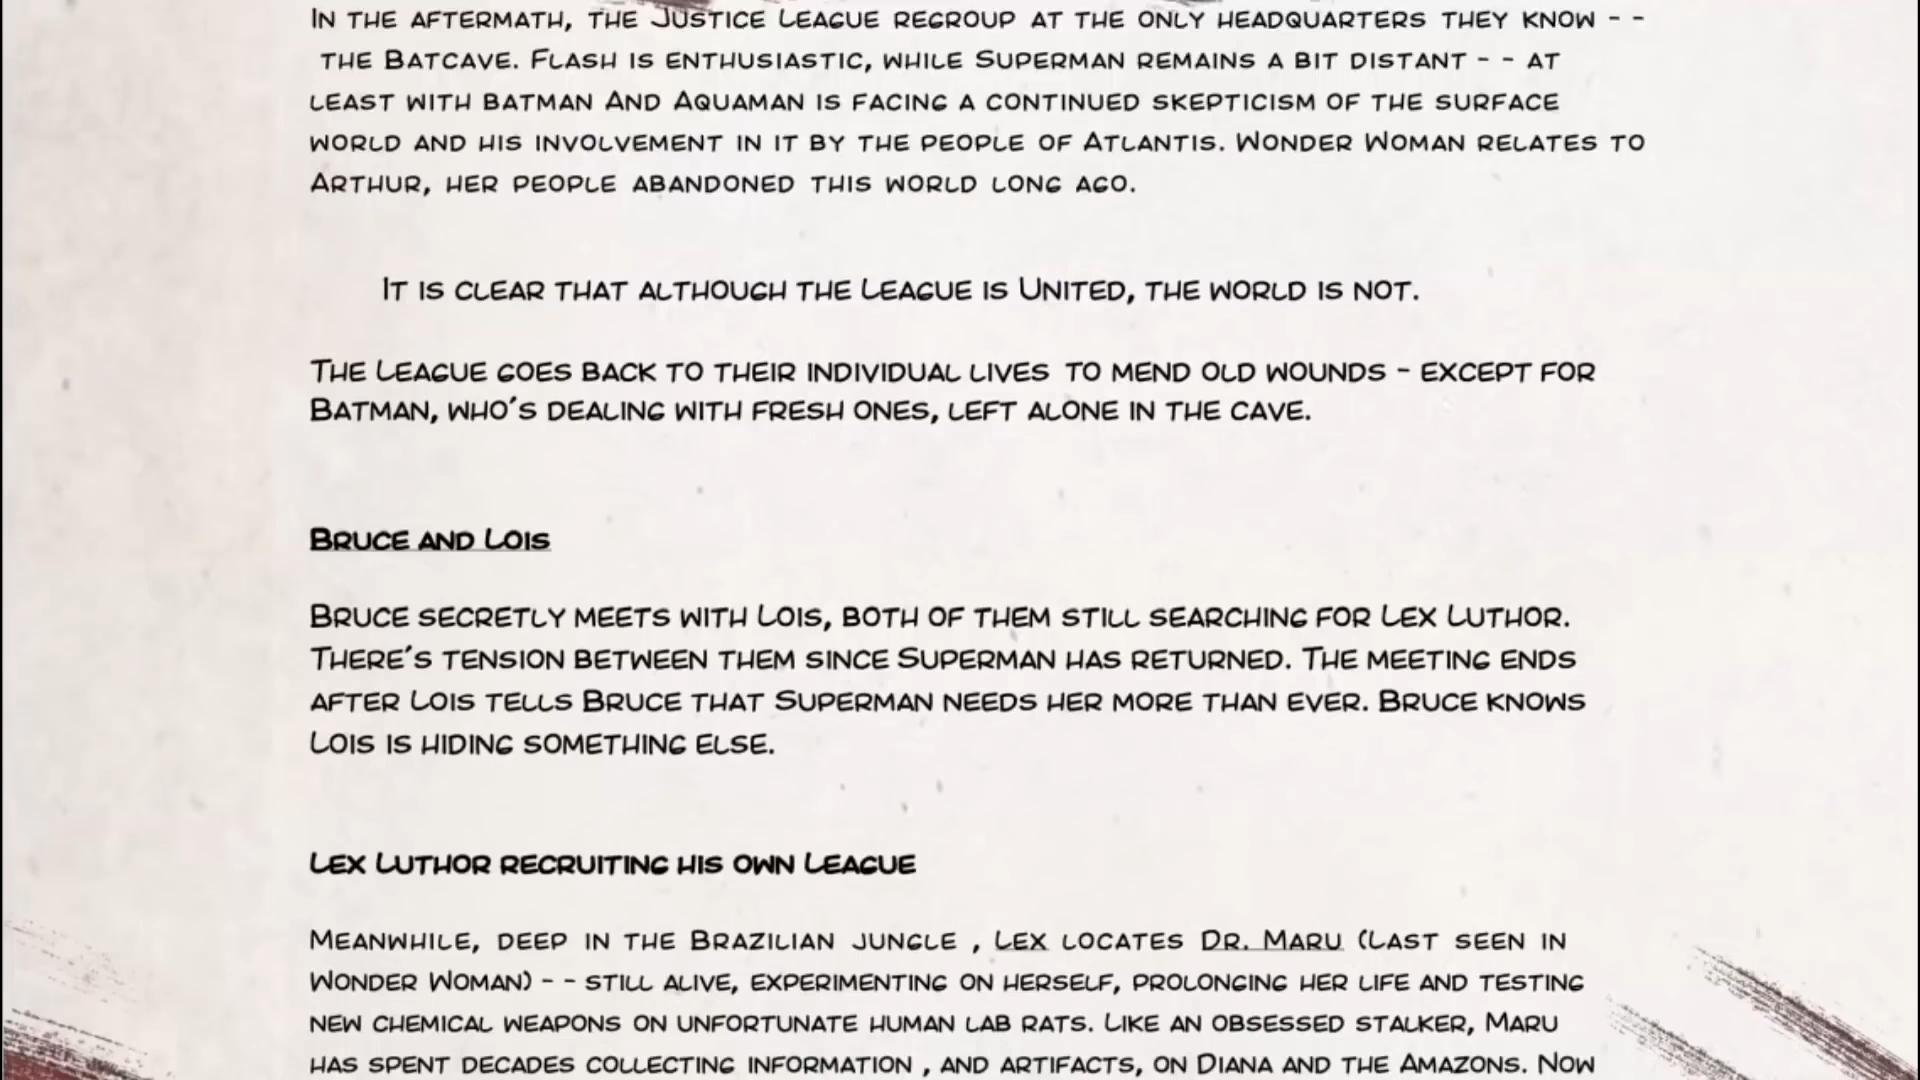 In the aftermath, the Justice League regroup at the only headquarters they know - -
the Batcave. Flash is enthusiastic, while Superman remains a bit distant - - at
least with batman And Aquaman is facing a continued skepticism of the surface
world and his involvement in it by the people of Atlantis. Wonder Woman relates to
Arthur, her people abandoned this world long ago.
It is clear that although the League is United, the world is not.
The League goes back to their individual lives to mend old wounds - except for
Batman, who's dealing with fresh ones, left alone in the cave.
Bruce and Lois
Bruce secretly meets with Lois, both of them still searching for Lex Luthor.
There's tension between them since Superman has returned. The meeting ends
after Lois tells Bruce that Superman needs her more than ever. Bruce knows
Lois is hiding something else.
Lex Luthor recruiting his own League
Meanwhile, deep in the Brazilian jungle , Lex locates Dr. Maru (Last seen in
Wonder Woman) - - still alive, experimenting on herself, prolonging her life and testing
new chemical weapons on unfortunate human lab rats. Like an obsessed stalker, Maru
has spent decades collecting information , and artifacts, on Diana and the Amazons. Now